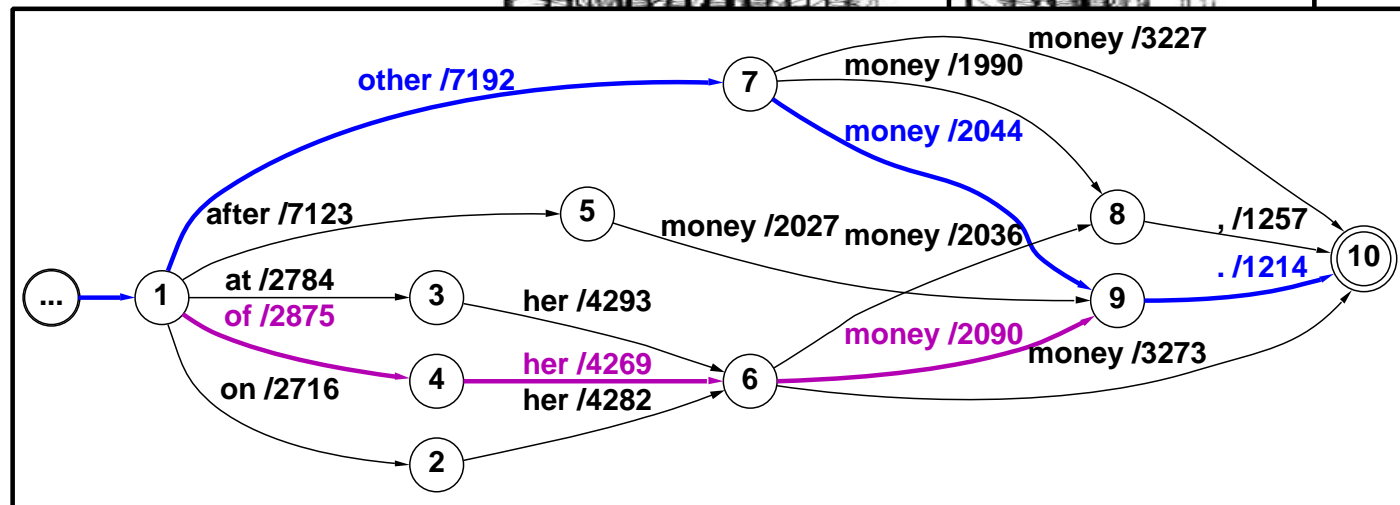 money /3227
money /1990
other /7192
7
money /2044
after /7123
5
money /2027
money /2036
8
, /1257
10
. /1214
at /2784
...
1
3
her /4293
9
of /2875
money /2090
money /3273
her /4269
4
6
on /2716
her /4282
2